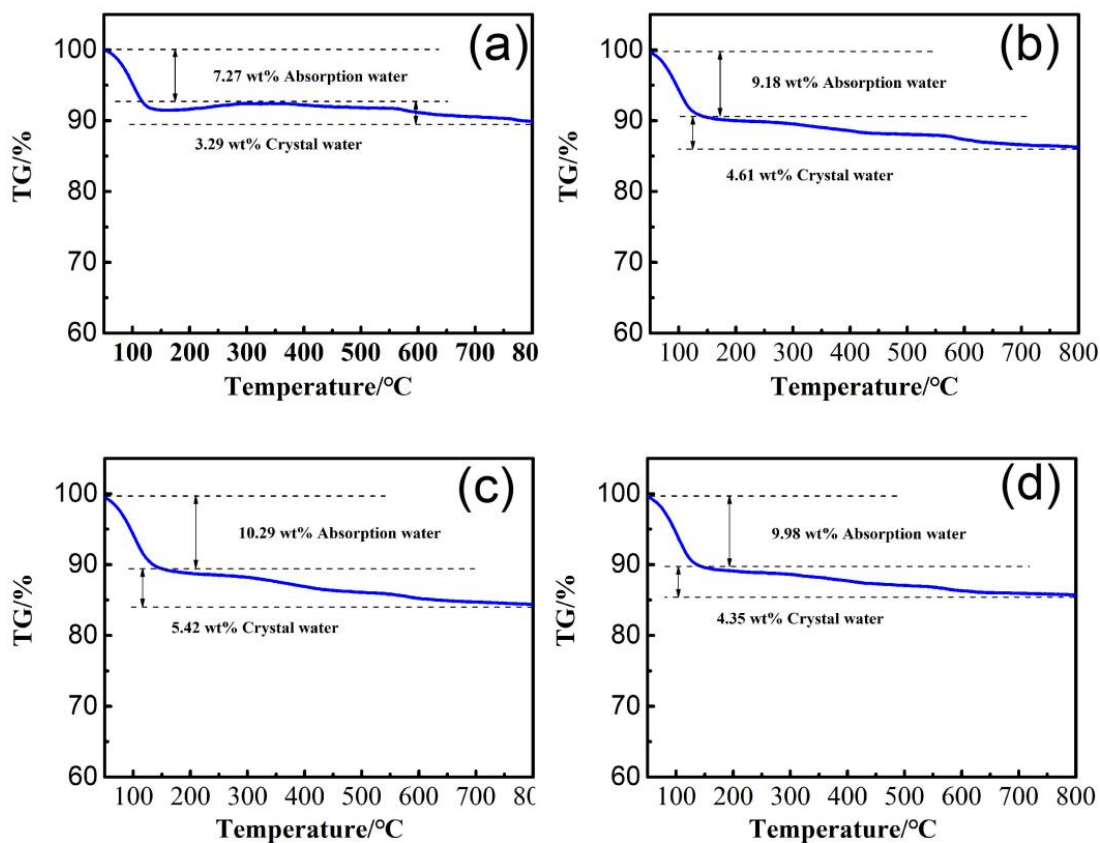 (a)
100
90
80
70
60
TG/%
7.27 wt% Absorption water
3.29 wt% Crystal water
100 200 300 400 500 600 700 80
Temperature/°C
(b)
100
90
80
70
60
TG/%
9.18 wt% Absorption water
4.61 wt% Crystal water
100 200 300 400 500 600 700 800
Temperature/°C
(c)
100
90
80
70
60
TG/%
10.29 wt% Absorption water
5.42 wt% Crystal water
100 200 300 400 500 600 700 80
Temperature/°C
(d)
100
90
80
70
60
TG/%
9.98 wt% Absorption water
4.35 wt% Crystal water
100 200 300 400 500 600 700 800
Temperature/°C